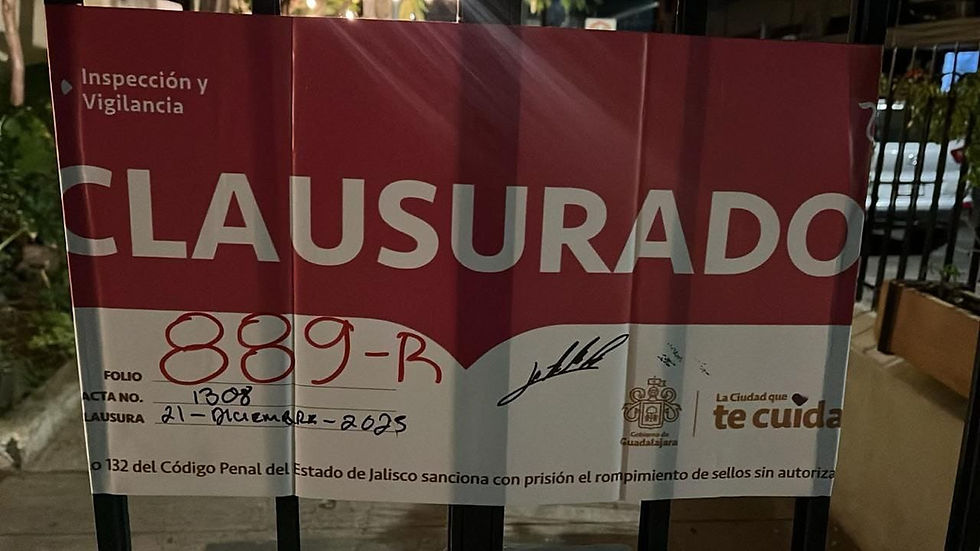 Inspección y
Vigilancia
CLAUSURADO
FOLIO 889-R
ACTA NO. 1308
LAUSURA 21-DICIEMBRE-2025
Gobierno de
Guadalajara
La Ciudad que
te cuida
o 132 del Código Penal del Estado de Jalisco sanciona con prisión el rompimiento de sellos sin autoriza